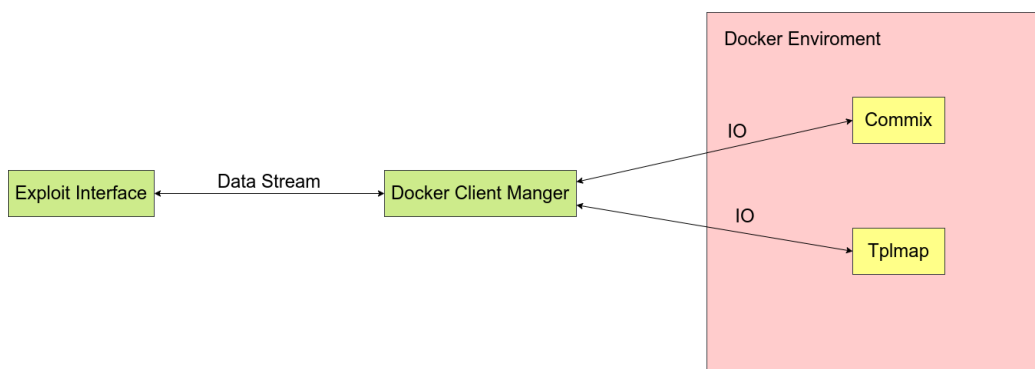 Docker Enviroment
Commix
IO
Exploit Interface
Data Stream
Docker Client Manger
IO
Tplmap